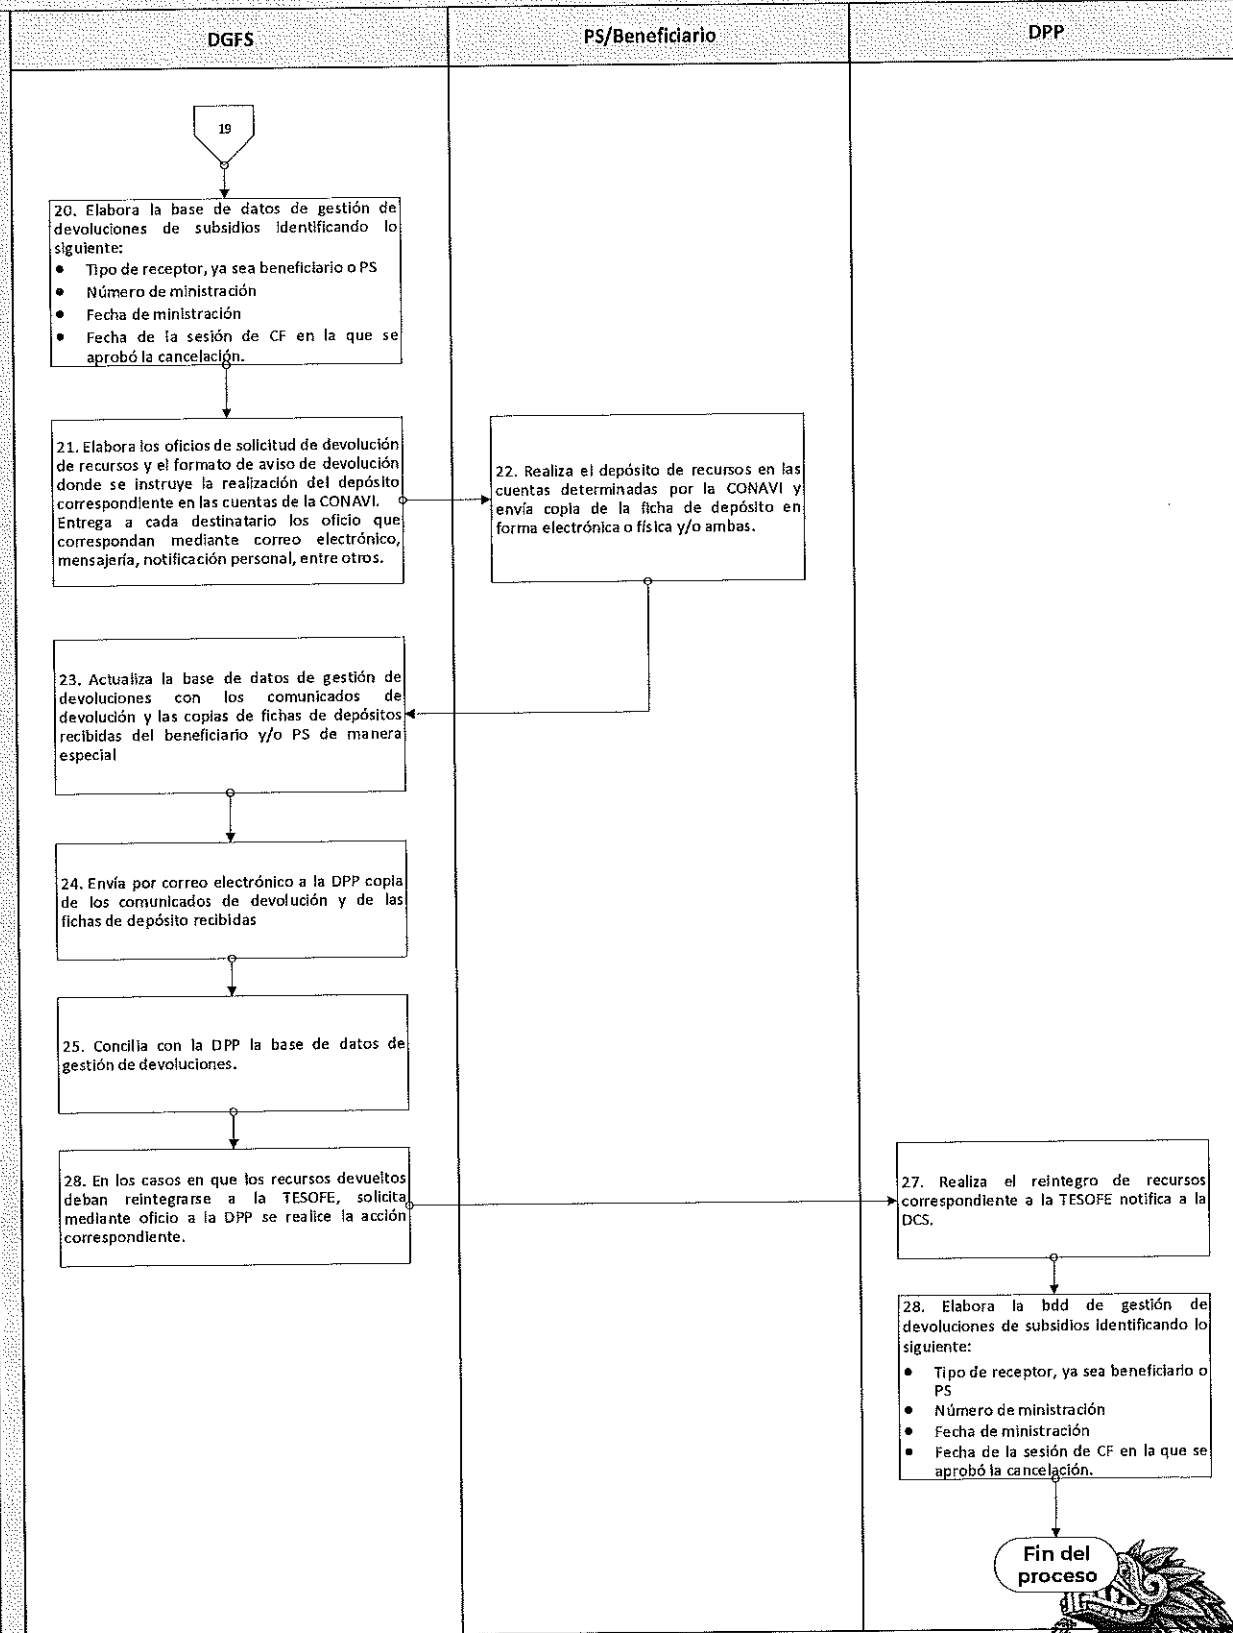 DGFS
PS/Beneficiario
DPP
19
20. Elabora la base de datos de gestión de
devoluciones de subsidios identificando lo
siguiente:
• Tipo de receptor, ya sea beneficiario o PS
• Número de ministración
• Fecha de ministración
• Fecha de la sesión de CF en la que se
aprobó la cancelación.
21. Elabora los oficios de solicitud de devolución
de recursos y el formato de aviso de devolución
donde se instruye la realización del depósito
correspondiente en las cuentas de la CONAVI.
Entrega a cada destinatario los oficio que
correspondan mediante correo electrónico,
mensajería, notificación personal, entre otros.
22. Realiza el depósito de recursos en las
cuentas determinadas por la CONAVI y
envía copia de la ficha de depósito en
forma electrónica o física y/o ambas.
23. Actualiza la base de datos de gestión de
devoluciones con los comunicados de
devolución y las copias de fichas de depósitos
recibidas del beneficiario y/o PS de manera
especial
24. Envía por correo electrónico a la DPP copia
de los comunicados de devolución y de las
fichas de depósito recibidas
25. Concilia con la DPP la base de datos de
gestión de devoluciones.
28. En los casos en que los recursos devueltos
deban reintegrarse a la TESOFE, solicita
mediante oficio a la DPP se realice la acción
correspondiente.
27. Realiza el reintegro de recursos
correspondiente a la TESOFE notifica a la
DCS.
28. Elabora la bdd de gestión de
devoluciones de subsidios identificando lo
siguiente:
• Tipo de receptor, ya sea beneficiario o
PS
• Número de ministración
• Fecha de ministración
• Fecha de la sesión de CF en la que se
aprobó la cancelación.
Fin del
proceso